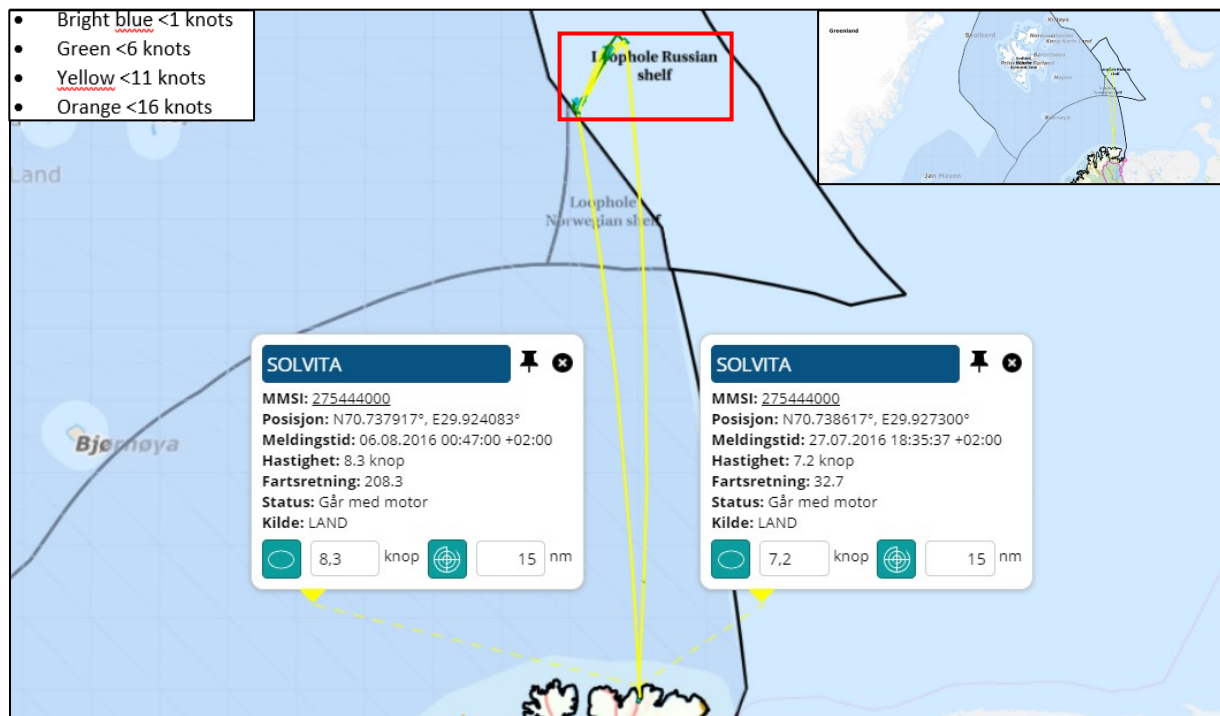 Bright blue <1 knots
Green <6 knots
Yellow <11 knots
Orange <16 knots
Greenland
Svalbard
Bjørnøya
Jan Mayen
Loophole Russian
shelf
Land
Loophole
Norwegian shelf
Bjørnøya
SOLVITA
MMSI: 275444000
Posisjon: N70.737917°, E29.924083°
Meldingstid: 06.08.2016 00:47:00 +02:00
Hastighet: 8.3 knop
Fartsretning: 208.3
Status: Går med motor
Kilde: LAND
8,3 knop 15 nm
SOLVITA
MMSI: 275444000
Posisjon: N70.738617°, E29.927300°
Meldingstid: 27.07.2016 18:35:37 +02:00
Hastighet: 7.2 knop
Fartsretning: 32.7
Status: Går med motor
Kilde: LAND
7,2 knop 15 nm